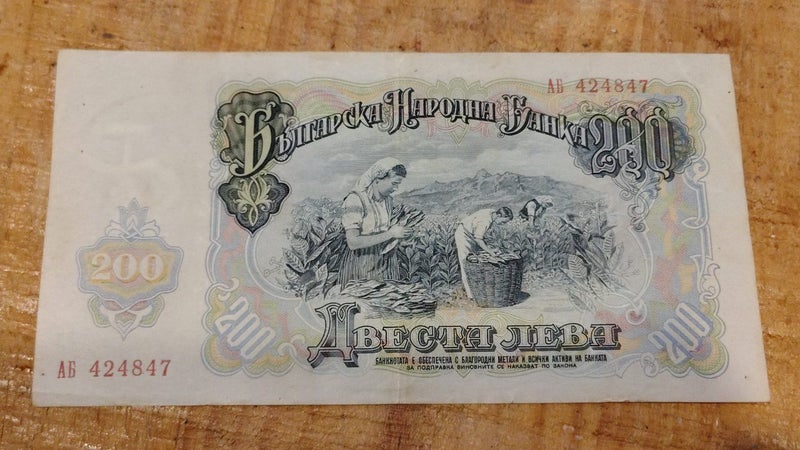 АБ 424847
Българска Народна Банка 200
200
АБ 424847
200
200
Двеста лева
БАНКНОТАТА Е ОБЕЗПЕЧЕНА С БЛАГОРОДНИ МЕТАЛИ И ВСИЧКИ АКТИВИ НА БАНКАТА
ЗА ПОДПРАВКА ВИНОВНИТЕ СЕ НАКАЗВАТ ПО ЗАКОНА